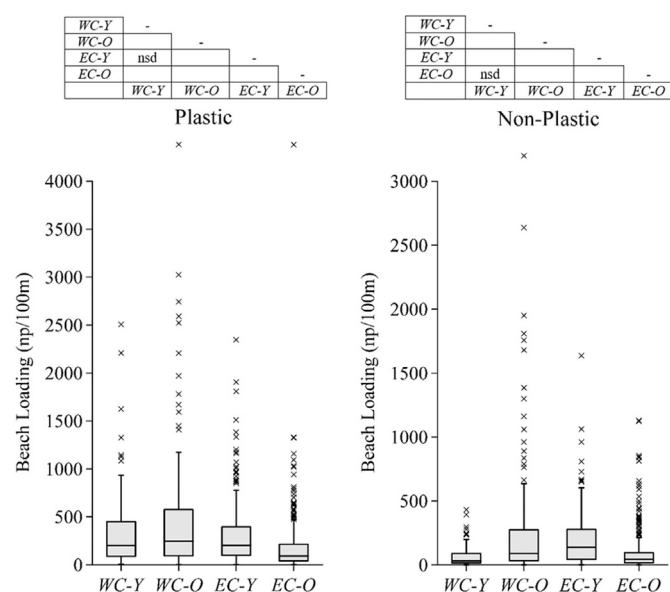 WC-Y -
WC-O -
EC-Y nsd -
EC-O -
WC-Y WC-O EC-Y EC-O
Plastic
Beach Loading (np/100m)
4000
3500
3000
2500
2000
1500
1000
500
0
WC-Y WC-O EC-Y EC-O
WC-Y -
WC-O -
EC-Y -
EC-O nsd -
WC-Y WC-O EC-Y EC-O
Non-Plastic
Beach Loading (np/100m)
3000
2500
2000
1500
1000
500
0
WC-Y WC-O EC-Y EC-O